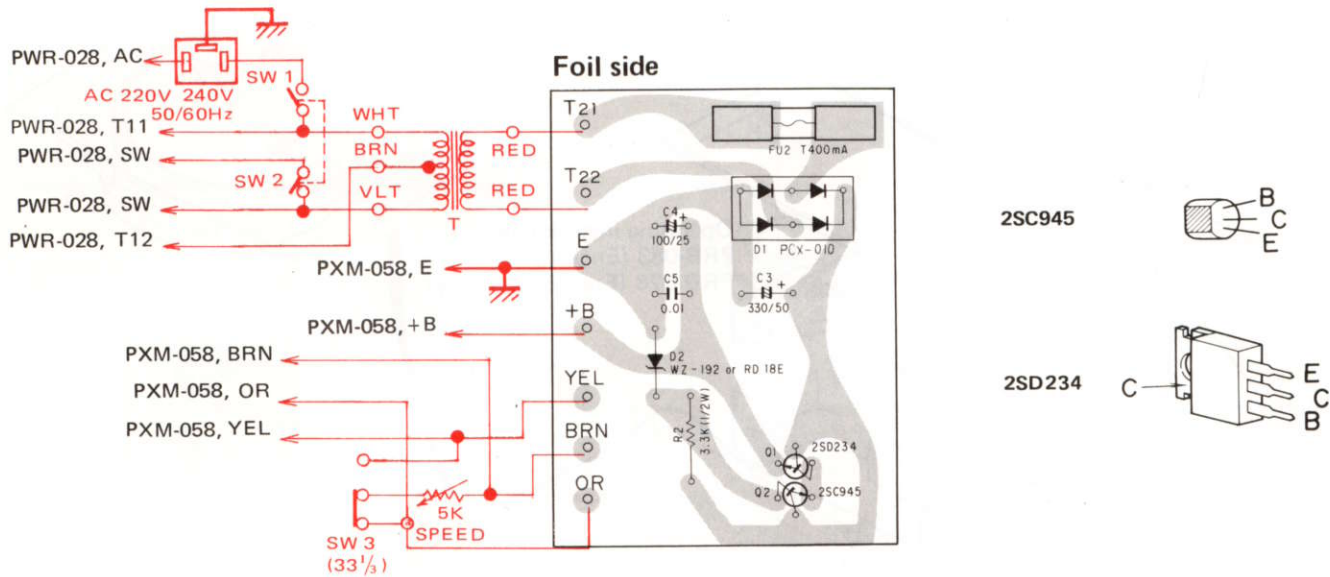 PWR-028, AC
SW 1
AC 220V 240V
50/60Hz
PWR-028, T11
PWR-028, SW
SW 2
PWR-028, SW
PWR-028, T12
WHT
BRN
VLT
T
RED
RED
PXM-058, E
PXM-058, +B
PXM-058, BRN
PXM-058, OR
PXM-058, YEL
5K
SPEED
SW 3
(33 1/3)
Foil side
T21
T22
E
+B
YEL
BRN
OR
FU2 T400mA
C4
+
100/25
D1 PCX-01D
C5
0.01
C3
+
330/50
D2
WZ-192 or RD 18E
R2
3.3K(1/2W)
Q1
2SD234
Q2
2SC945
2SC945
B
C
E
2SD234
C
E
C
B